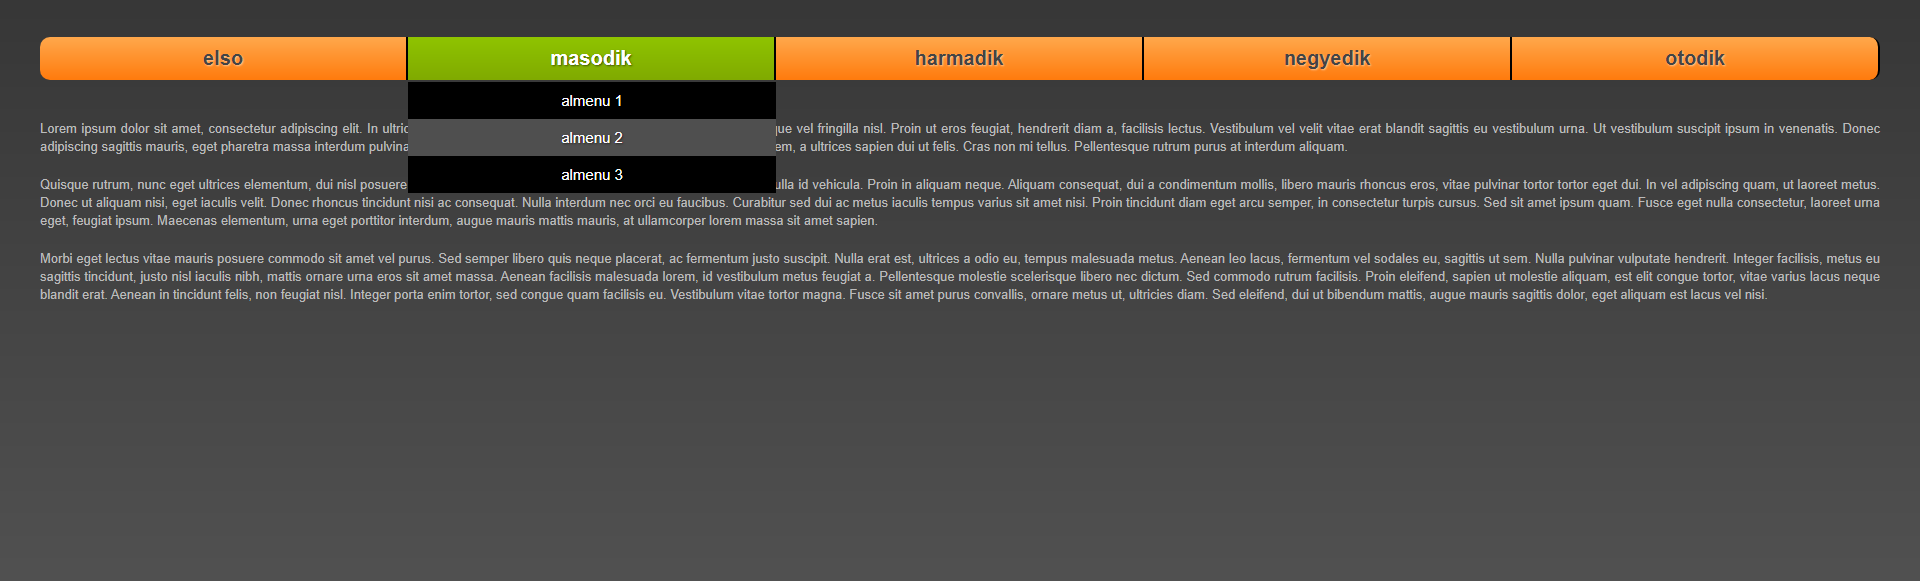 elso masodik harmadik negyedik otodik
almenu 1
almenu 2
almenu 3
Lorem ipsum dolor sit amet, consectetur adipiscing elit. In vel fringilla nisl. Proin ut eros feugiat, hendrerit diam a, facilisis lectus. Vestibulum vel velit vitae erat blandit sagittis eu vestibulum urna. Ut vestibulum suscipit ipsum in venenatis. Donec
adipiscing sagittis mauris, eget pharetra massa interdum a ultrices sapien dui ut felis. Cras non mi tellus. Pellentesque rutrum purus at interdum aliquam.
Quisque rutrum, nunc eget ultrices elementum, dui nisl posuere id vehicula. Proin in aliquam neque. Aliquam consequat, dui a condimentum mollis, libero mauris rhoncus eros, vitae pulvinar tortor tortor eget dui. In vel adipiscing quam, ut laoreet metus.
Donec ut aliquam nisi, eget iaculis velit. Donec rhoncus tincidunt nisi ac consequat. Nulla interdum nec orci eu faucibus. Curabitur sed dui ac metus iaculis tempus varius sit amet nisi. Proin tincidunt diam eget arcu semper, in consectetur turpis cursus. Sed sit amet ipsum quam. Fusce eget nulla consectetur, laoreet urna
eget, feugiat ipsum. Maecenas elementum, urna eget porttitor interdum, augue mauris mattis mauris, at ullamcorper lorem massa sit amet sapien.
Morbi eget lectus vitae mauris posuere commodo sit amet vel purus. Sed semper libero quis neque placerat, ac fermentum justo suscipit. Nulla erat est, ultrices a odio eu, tempus malesuada metus. Aenean leo lacus, fermentum vel sodales eu, sagittis ut sem. Nulla pulvinar vulputate hendrerit. Integer facilisis, metus eu
sagittis tincidunt, justo nisl iaculis nibh, mattis ornare urna eros sit amet massa. Aenean facilisis malesuada lorem, id vestibulum metus feugiat a. Pellentesque molestie scelerisque libero nec dictum. Sed commodo rutrum facilisis. Proin eleifend, sapien ut molestie aliquam, est elit congue tortor, vitae varius lacus neque
blandit erat. Aenean in tincidunt felis, non feugiat nisl. Integer porta enim tortor, sed congue quam facilisis eu. Vestibulum vitae tortor magna. Fusce sit amet purus convallis, ornare metus ut, ultricies diam. Sed eleifend, dui ut bibendum mattis, augue mauris sagittis dolor, eget aliquam est lacus vel nisi.